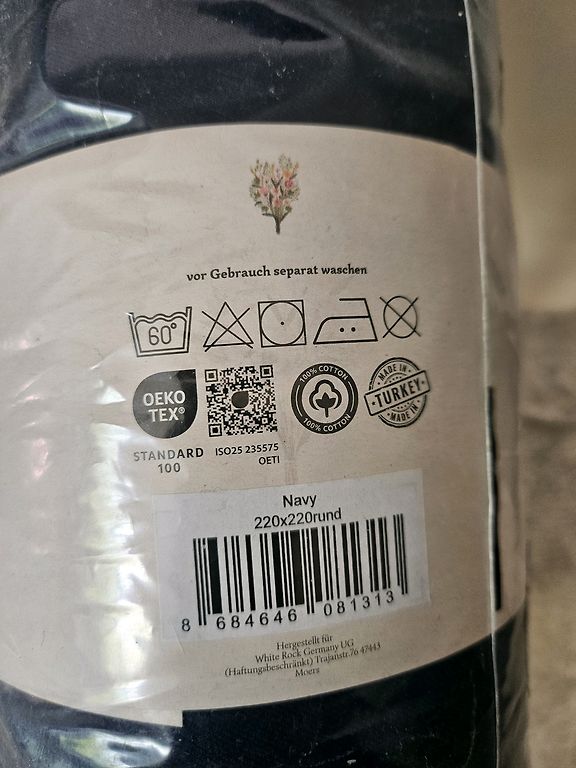 vor Gebrauch separat waschen
60°
OEKO
TEX®
STANDARD
100
ISO25 235575
OETI
100% COTTON
100% COTTON
MADE IN
TURKEY
MADE IN
Navy
220x220rund
8 684646 081313
Hergestellt für
White Rock Germany UG
(Haftungsbeschränkt) Trajanstr.76 47443
Moers